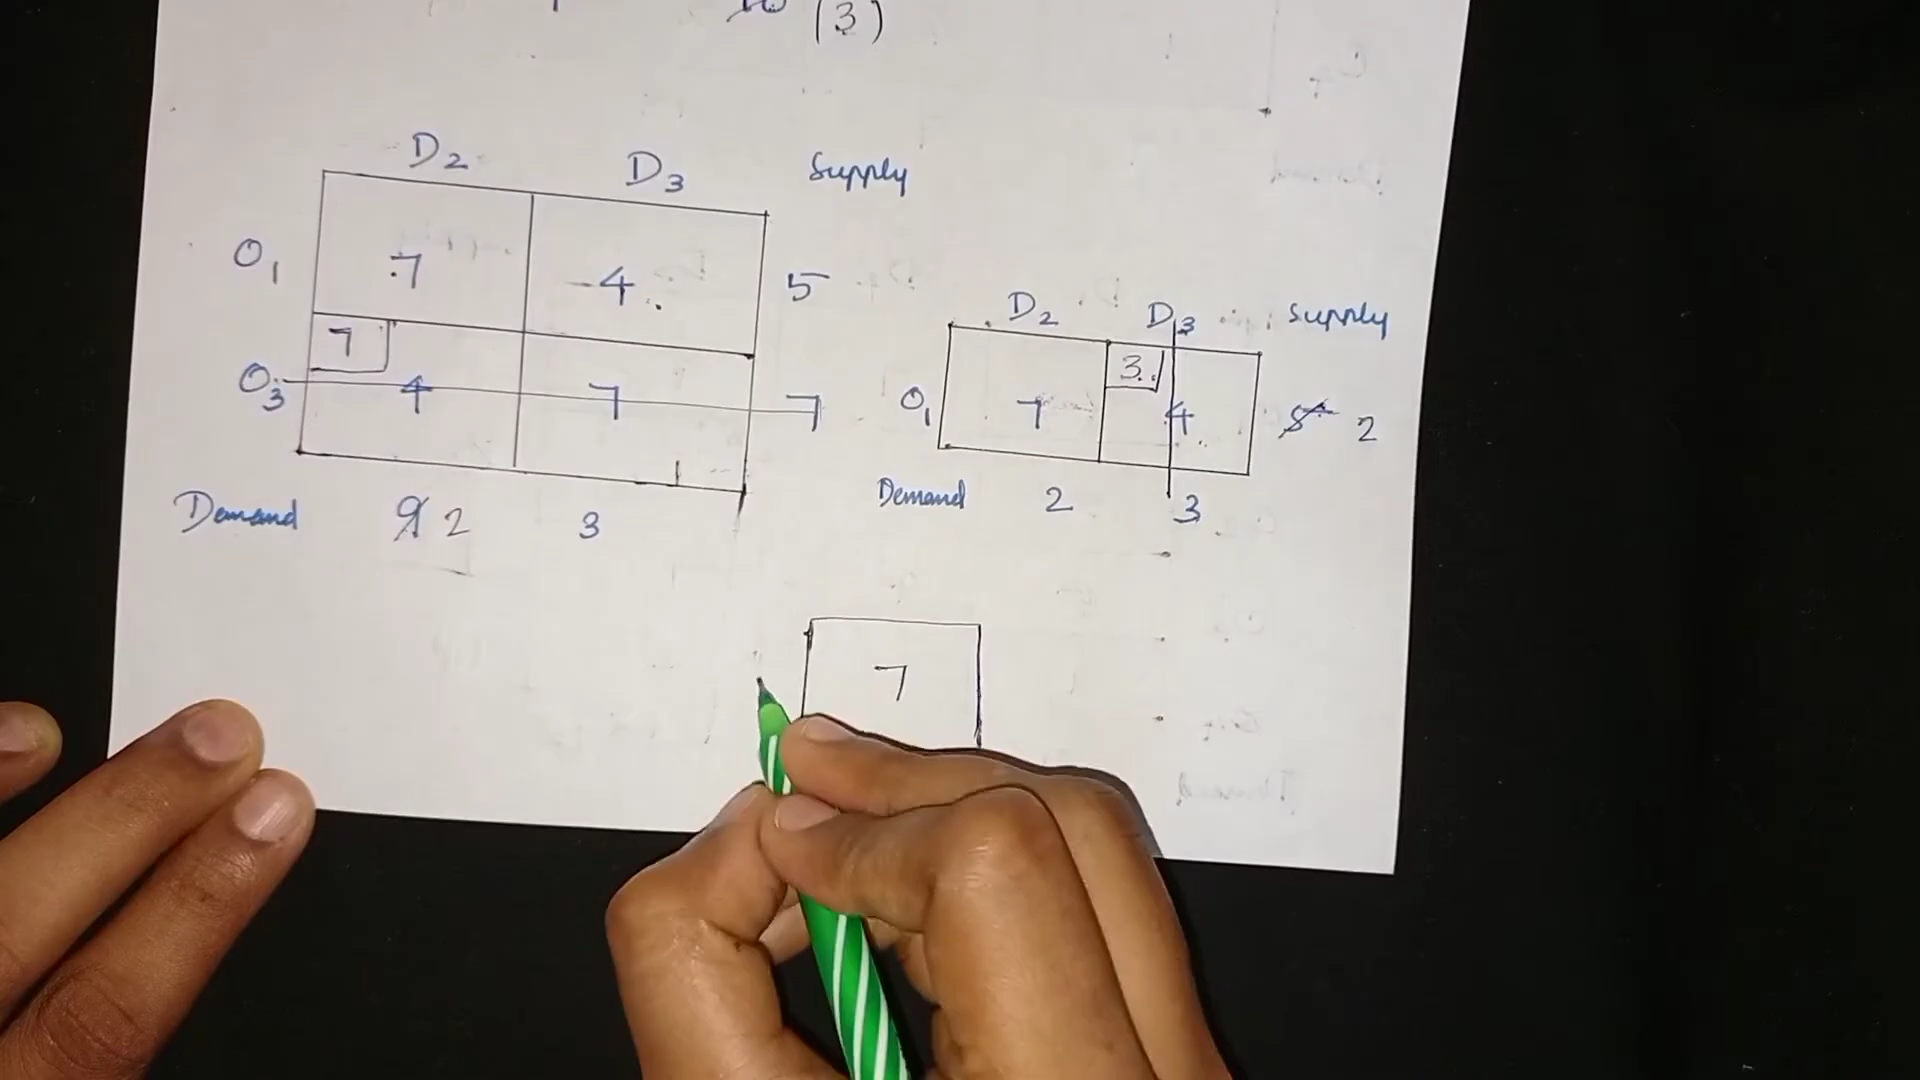 (3)
D2 D3 Supply
O1 7 4 5
7
O3 4 7 7
Demand 9 2 3
D2 D3 Supply
3
O1 7 4 5 2
Demand 2 3
7